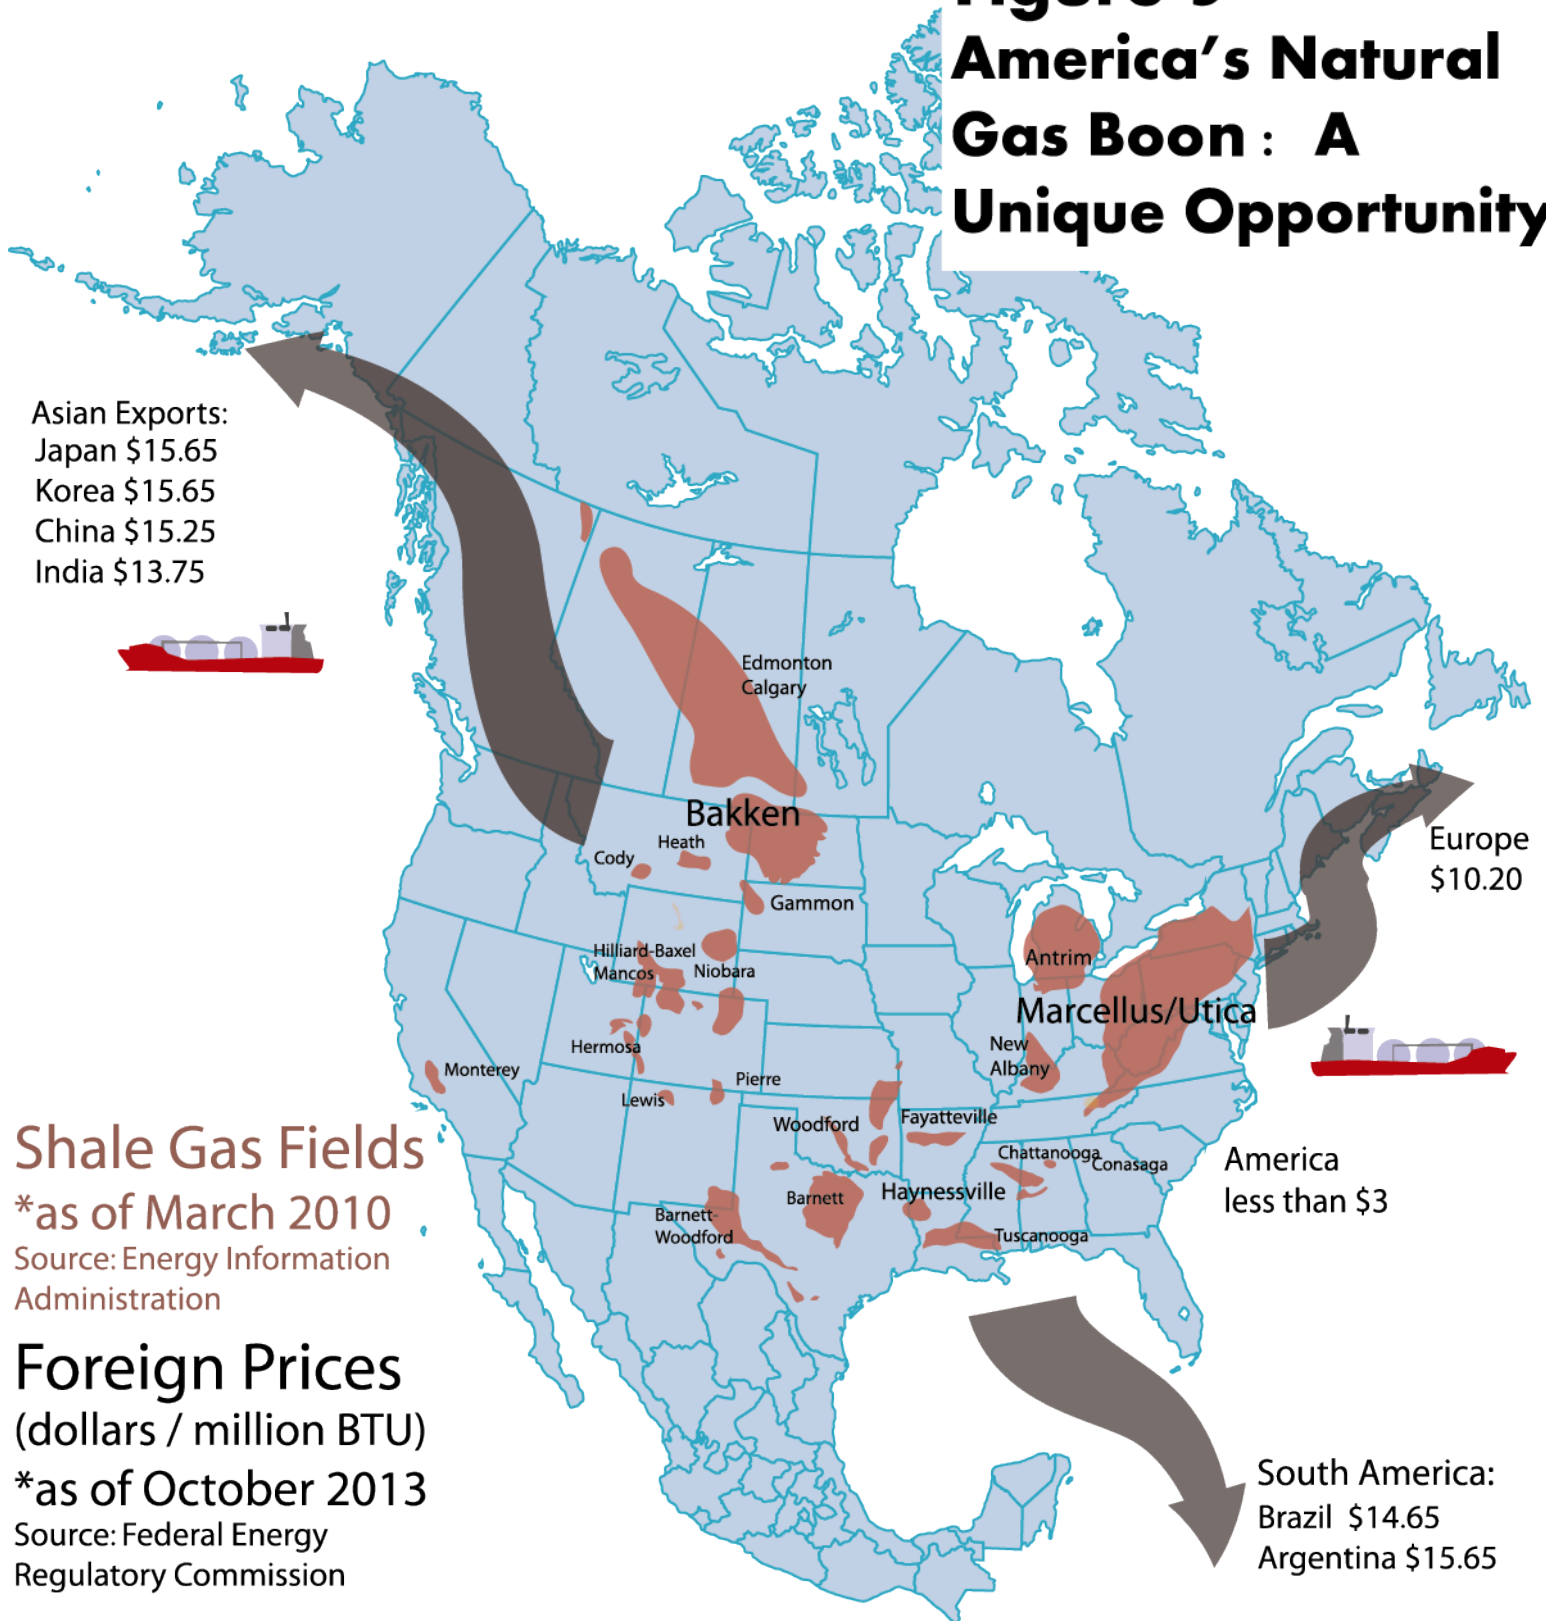 America's Natural
Gas Boon : A
Unique Opportunity
Asian Exports:
Japan $15.65
Korea $15.65
China $15.25
India $13.75
Edmonton
Calgary
Bakken
Heath
Cody
Gammon
Hilliard-Baxel
Mancos
Niobara
Hermosa
Monterey
Lewis
Pierre
Woodford
Fayatteville
Antrim
Marcellus/Utica
New
Albany
Chattanooga
Conasaga
Haynessville
Barnett
Barnett-
Woodford
Tuscanooga
Europe
$10.20
America
less than $3
Shale Gas Fields
*as of March 2010
Source: Energy Information
Administration
Foreign Prices
(dollars / million BTU)
*as of October 2013
Source: Federal Energy
Regulatory Commission
South America:
Brazil $14.65
Argentina $15.65